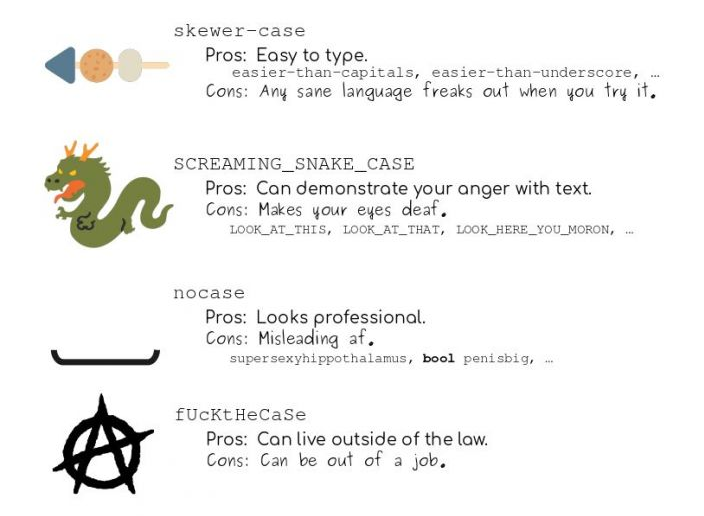 skewer-case
Pros: Easy to type.
easier-than-capitals, easier-than-underscore, …
Cons: Any sane language freaks out when you try it.
SCREAMING_SNAKE_CASE
Pros: Can demonstrate your anger with text.
Cons: Makes your eyes deaf.
LOOK_AT_THIS, LOOK_AT_THAT, LOOK_HERE_YOU_MORON, …
nocase
Pros: Looks professional.
Cons: Misleading af.
supersexyhippothalamus, bool penisbig, …
fUcKtHeCaSe
Pros: Can live outside of the law.
Cons: Can be out of a job.